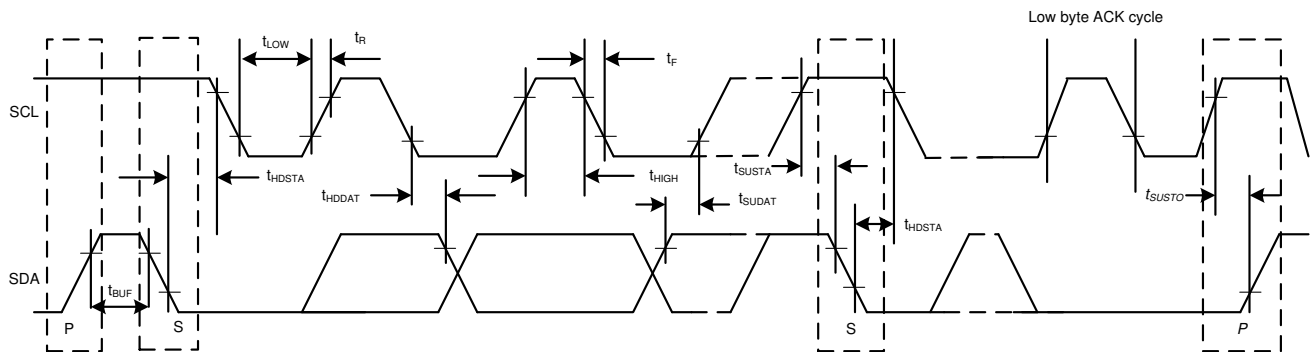 Low byte ACK cycle
tLOW
tR
tF
SCL
tHDSTA
tHDDAT
tHIGH
tSUDAT
tSUSTA
tHDSTA
tSUSTO
SDA
tBUF
P
S
S
P